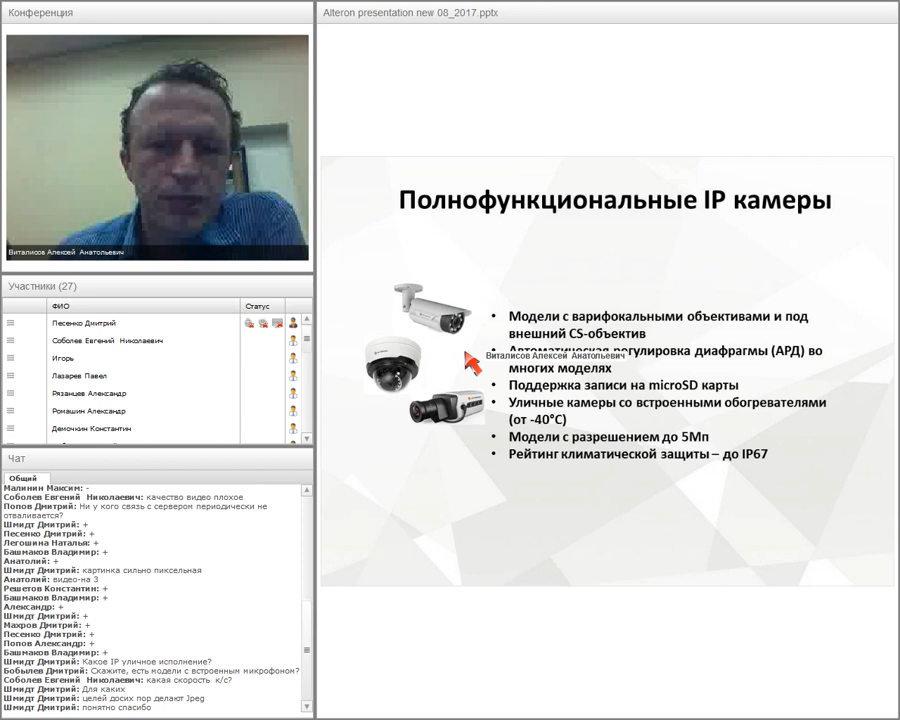 Конференция
Виталисов Алексей Анатольевич
Участники (27)
ФИО Статус
Песенко Дмитрий
Соболев Евгений Николаевич
Игорь
Лазарев Павел
Рязанцев Александр
Ромашин Александр
Демочкин Константин
Чат
Общий
Малинин Максим: -
Соболев Евгений Николаевич: качество видео плохое
Попов Дмитрий: Ни у кого связь с сервером периодически не
отваливается?
Шмидт Дмитрий: +
Песенко Дмитрий: +
Легошина Наталья: +
Башмаков Владимир: +
Анатолий: +
Шмидт Дмитрий: картинка сильно пиксельная
Анатолий: видео-на 3
Решетов Константин: +
Башмаков Владимир: +
Александр: +
Шмидт Дмитрий: +
Махров Дмитрий: +
Песенко Дмитрий: +
Попов Александр: +
Башмаков Владимир: +
Шмидт Дмитрий: Какое IP уличное исполнение?
Бобылев Дмитрий: Скажите, есть модели с встроенным микрофоном?
Соболев Евгений Николаевич: какая скорость к/с?
Шмидт Дмитрий: Для каких
Шмидт Дмитрий: целей досих пор делают Jpeg
Шмидт Дмитрий: понятно спасибо
Alteron presentation new 08_2017.pptx
Полнофункциональные IP камеры
• Модели с варифокальными объективами и под
внешний CS-объектив
• Автоматическая регулировка диафрагмы (АРД) во
Виталисов Алексей Анатольевич
многих моделях
• Поддержка записи на microSD карты
• Уличные камеры со встроенными обогревателями
(от -40°C)
• Модели с разрешением до 5Мп
• Рейтинг климатической защиты – до IP67